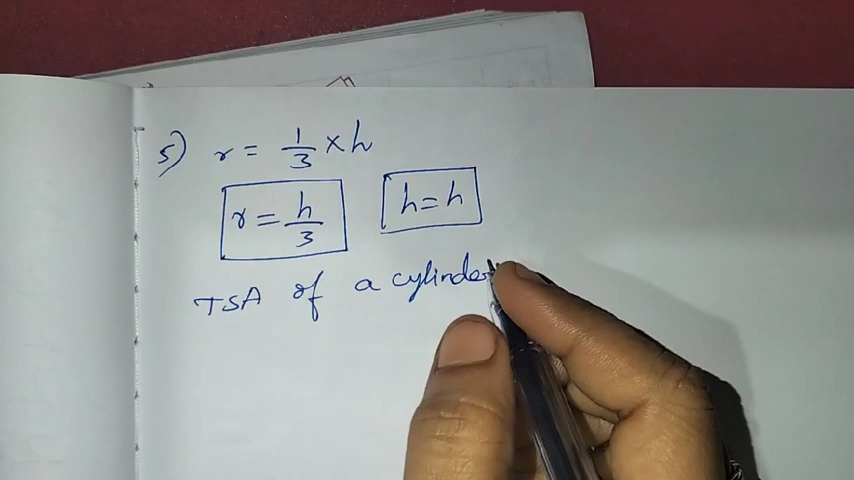 5) r = 1/3 × h
r = h/3 h = h
TSA of a cylinder